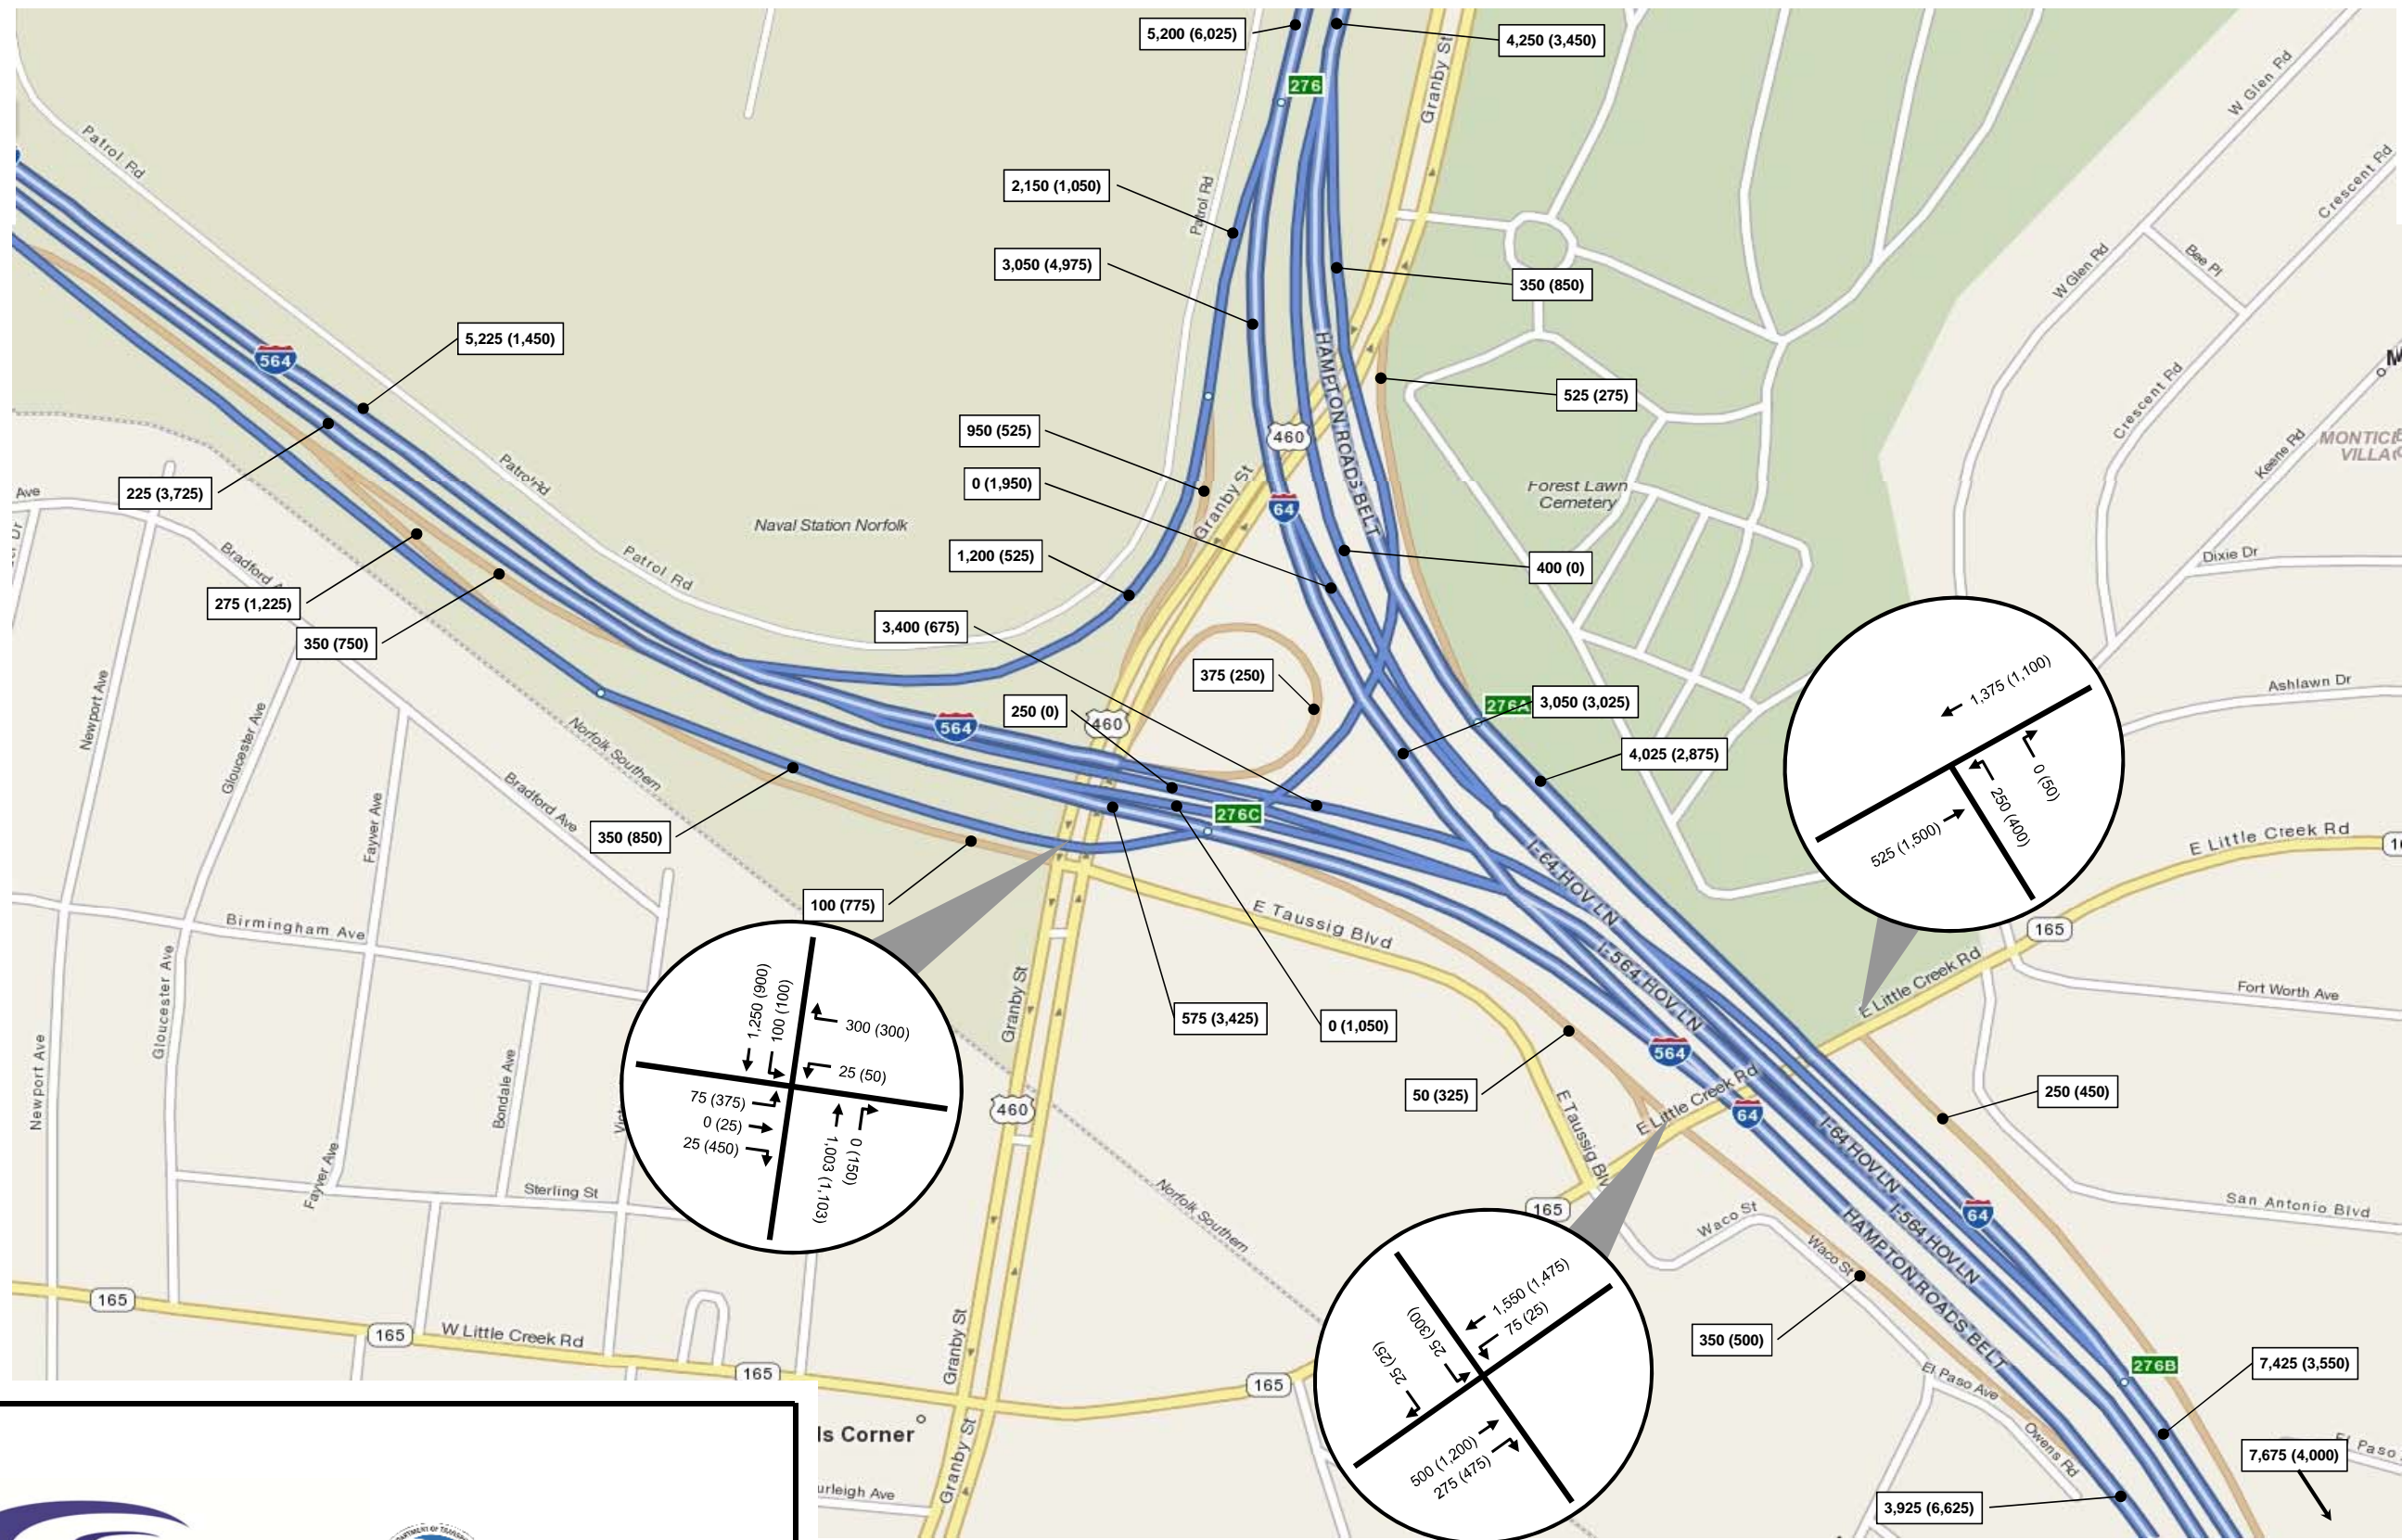 5,200 (6,025)
4,250 (3,450)
276
Granby St
W Glen Rd
Patrol Rd
Crescent Rd
2,150 (1,050)
Patrol Rd
3,050 (4,975)
350 (850)
W Glen Rd
Bee Pl
5,225 (1,450)
564
HAMPTON ROADS BELT
525 (275)
Crescent Rd
950 (525)
460
Keene Rd
225 (3,725)
Ave
Patrol Rd
0 (1,950)
Granby St
64
Forest Lawn
Cemetery
Naval Station Norfolk
1,200 (525)
400 (0)
Dixie Dr
Patrol Rd
275 (1,225)
350 (750)
3,400 (675)
375 (250)
250 (0)
460
276A
3,050 (3,025)
Ashlawn Dr
1,375 (1,100)
0 (50)
250 (400)
525 (1,500)
Newport Ave
Gloucester Ave
Norfolk Southern
564
4,025 (2,875)
350 (850)
Bradford Ave
Fayver Ave
276C
E Little Creek Rd
100 (775)
I-64 HOV LN
E Taussig Blvd
165
Birmingham Ave
I-564 HOV LN
E Little Creek Rd
Gloucester Ave
Granby St
1,250 (900)
100 (100)
300 (300)
25 (50)
75 (375)
0 (25)
25 (450)
1,003 (1,103)
0 (150)
575 (3,425)
0 (1,050)
Fort Worth Ave
564
50 (325)
E Little Creek Rd
64
250 (450)
Newport Ave
Bondale Ave
460
E Taussig Blv
I-64 HOV LN
Fayver Ave
Sterling St
Norfolk Southern
165
Waco St
San Antonio Blvd
64
I-564 HOV LN
HAMPTON ROADS BELT
Waco St
165
165
W Little Creek Rd
Granby St
1,550 (1,475)
75 (25)
25 (300)
25 (25)
500 (1,200)
275 (475)
350 (500)
276B
7,425 (3,550)
165
165
El Paso Ave
ls Corner
Granby St
Owens Rd
El Paso
7,675 (4,000)
urleigh Ave
3,925 (6,625)